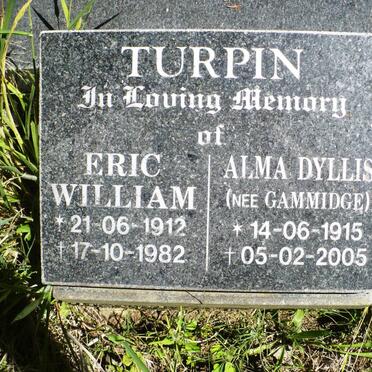 TURPIN
In Loving Memory
of
ERIC
WILLIAM
* 21-06-1912
† 17-10-1982
ALMA DYLLIS
(NEE GAMMIDGE)
* 14-06-1915
† 05-02-2005